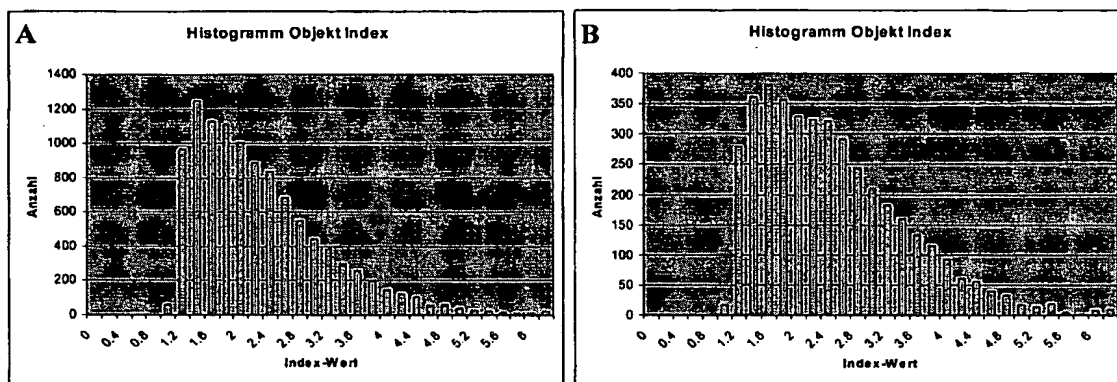 A
Histogramm Objekt Index
Anzahl
1400
1200
1000
800
600
400
200
0
0 0.4 0.8 1.2 1.6 2 2.4 2.8 3.2 3.6 4 4.4 4.8 5.2 5.6 6
Index-Wert
B
Histogramm Objekt Index
Anzahl
400
350
300
250
200
150
100
50
0
0 0.4 0.8 1.2 1.6 2 2.4 2.8 3.2 3.6 4 4.4 4.8 5.2 5.6 6
Index-Wert